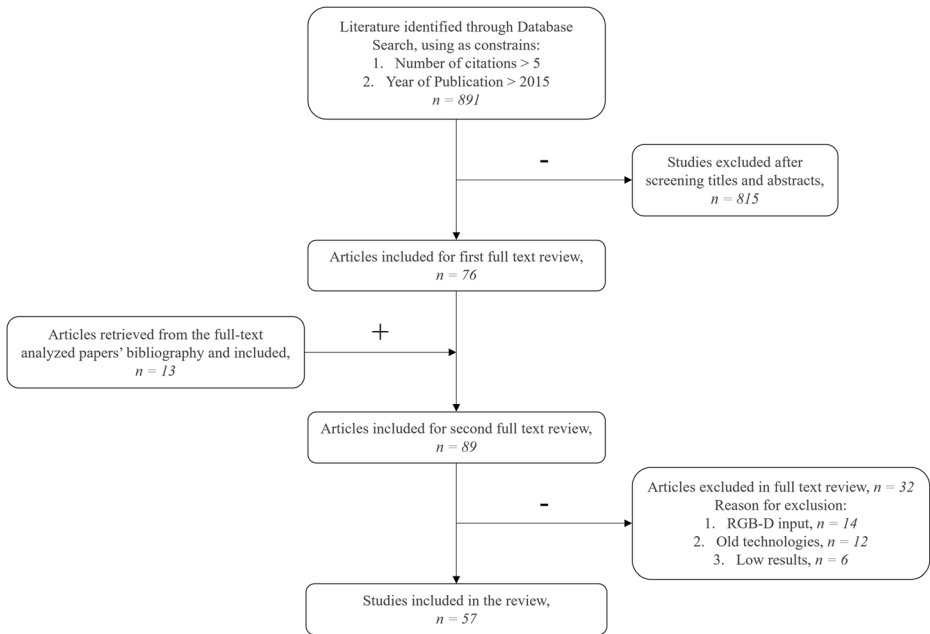 Literature identified through Database
Search, using as constrains:
1. Number of citations > 5
2. Year of Publication > 2015
n = 891
-
Studies excluded after
screening titles and abstracts,
n = 815
Articles included for first full text review,
n = 76
Articles retrieved from the full-text
analyzed papers' bibliography and included,
n = 13
+
Articles included for second full text review,
n = 89
-
Articles excluded in full text review, n = 32
Reason for exclusion:
1. RGB-D input, n = 14
2. Old technologies, n = 12
3. Low results, n = 6
Studies included in the review,
n = 57